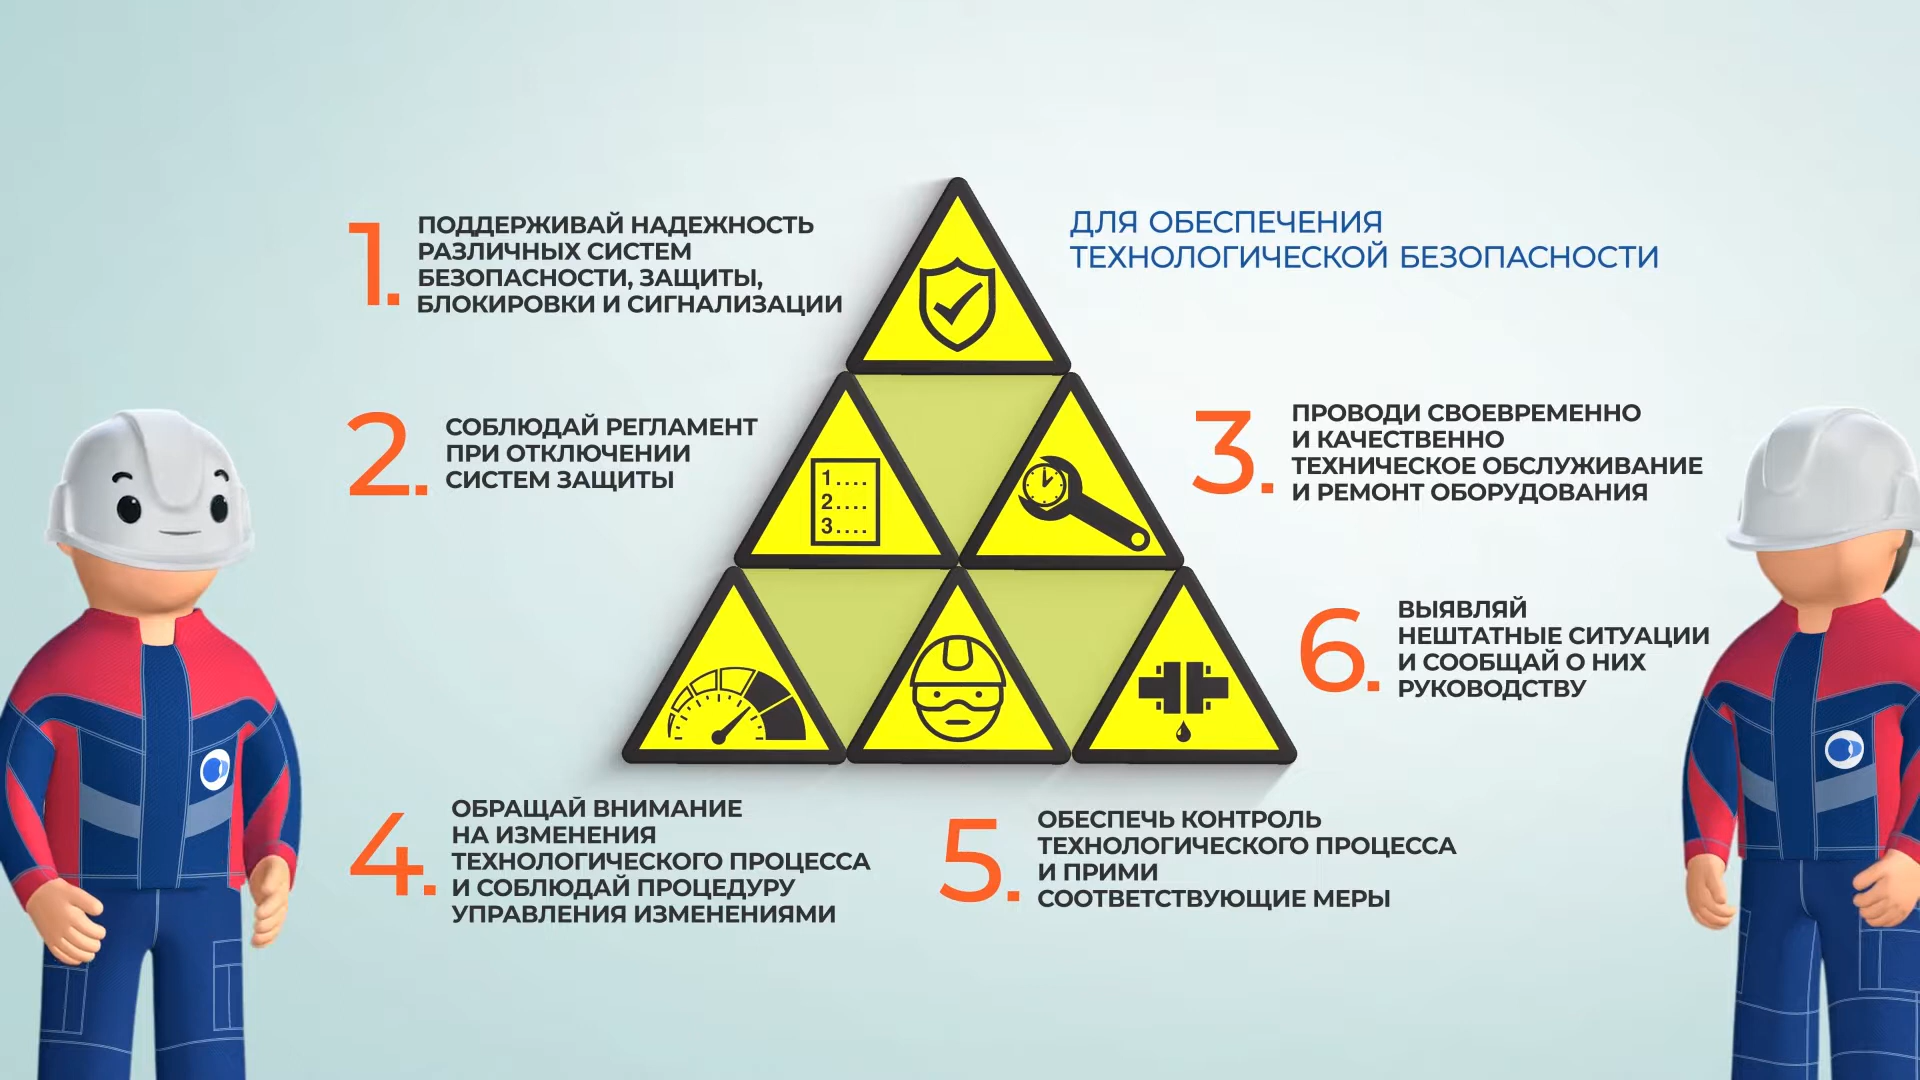 ДЛЯ ОБЕСПЕЧЕНИЯ
ТЕХНОЛОГИЧЕСКОЙ БЕЗОПАСНОСТИ
1.
ПОДДЕРЖИВАЙ НАДЕЖНОСТЬ
РАЗЛИЧНЫХ СИСТЕМ
БЕЗОПАСНОСТИ, ЗАЩИТЫ,
БЛОКИРОВКИ И СИГНАЛИЗАЦИИ
2.
СОБЛЮДАЙ РЕГЛАМЕНТ
ПРИ ОТКЛЮЧЕНИИ
СИСТЕМ ЗАЩИТЫ
1....
2....
3....
3.
ПРОВОДИ СВОЕВРЕМЕННО
И КАЧЕСТВЕННО
ТЕХНИЧЕСКОЕ ОБСЛУЖИВАНИЕ
И РЕМОНТ ОБОРУДОВАНИЯ
4.
ОБРАЩАЙ ВНИМАНИЕ
НА ИЗМЕНЕНИЯ
ТЕХНОЛОГИЧЕСКОГО ПРОЦЕССА
И СОБЛЮДАЙ ПРОЦЕДУРУ
УПРАВЛЕНИЯ ИЗМЕНЕНИЯМИ
5.
ОБЕСПЕЧЬ КОНТРОЛЬ
ТЕХНОЛОГИЧЕСКОГО ПРОЦЕССА
И ПРИМИ
СООТВЕТСТВУЮЩИЕ МЕРЫ
6.
ВЫЯВЛЯЙ
НЕШТАТНЫЕ СИТУАЦИИ
И СООБЩАЙ О НИХ
РУКОВОДСТВУ